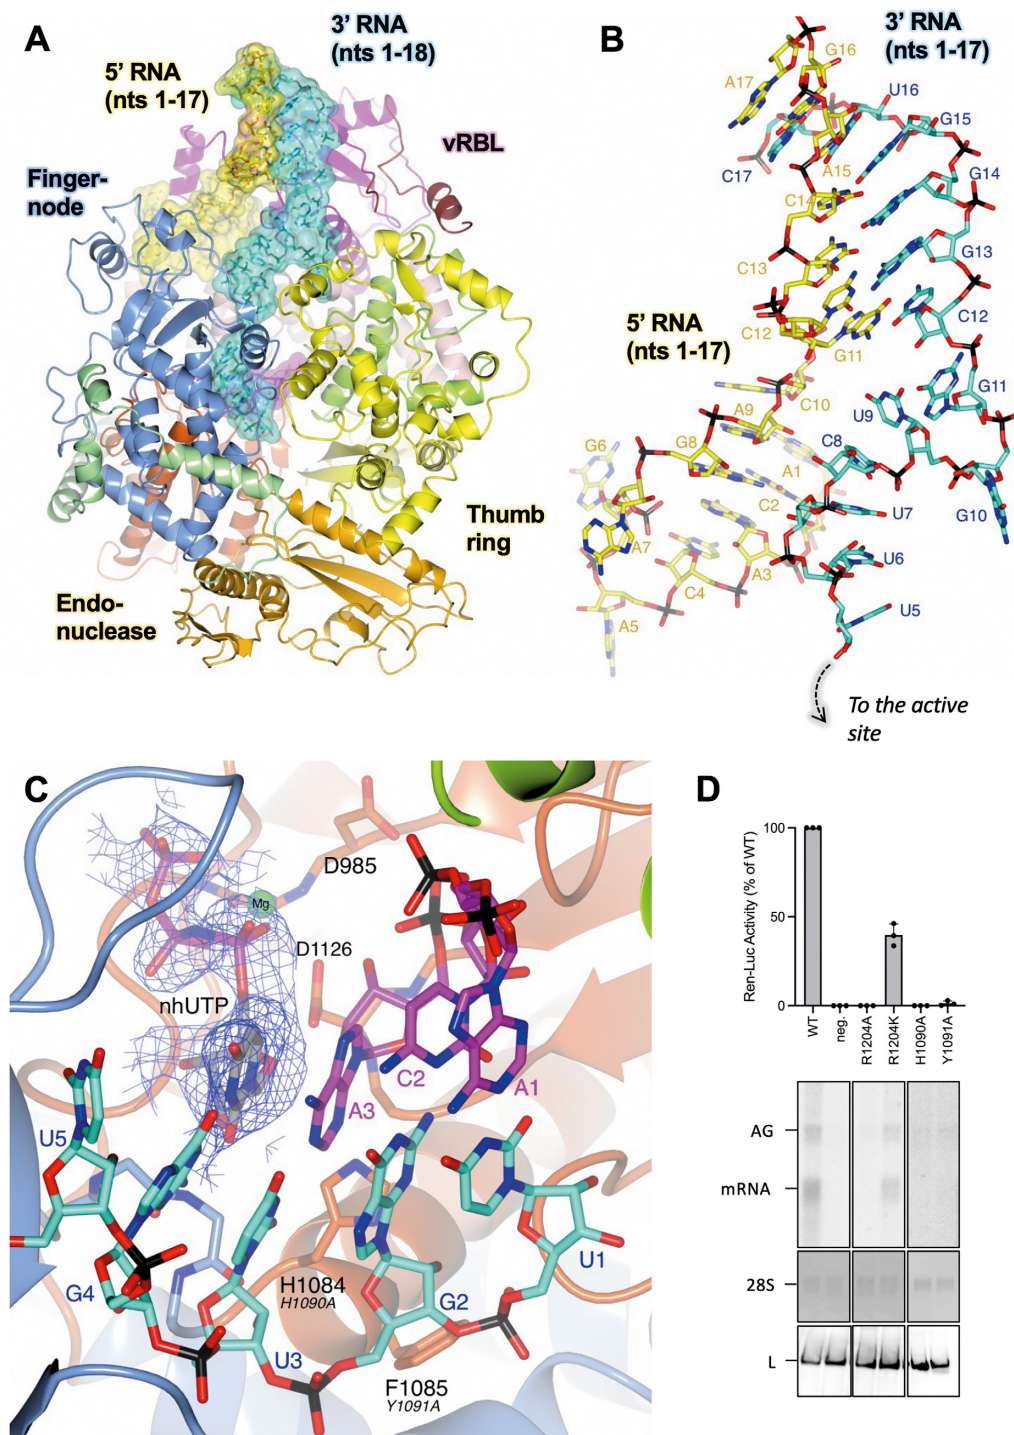 A
3' RNA
(nts 1-18)
5' RNA
(nts 1-17)
vRBL
Finger-
node
Thumb
ring
Endo-
nuclease
B
3' RNA
(nts 1-17)
G16
A17
U16
G15
A15
C17
G14
C14
G13
C13
C12
5' RNA
(nts 1-17)
C12
G11
G11
C10
U9
A9
C8
G6
G8
A1
C2
U7
G10
A7
A3
U6
C4
U5
A5
To the active
site
C
D985
Mg
D1126
nhUTP
C2
A1
A3
U5
U1
H1084
H1090A
G4
G2
U3
F1085
Y1091A
D
Ren-Luc Activity (% of WT)
100
50
0
WT
neg.
R1204A
R1204K
H1090A
Y1091A
AG
mRNA
28S
L